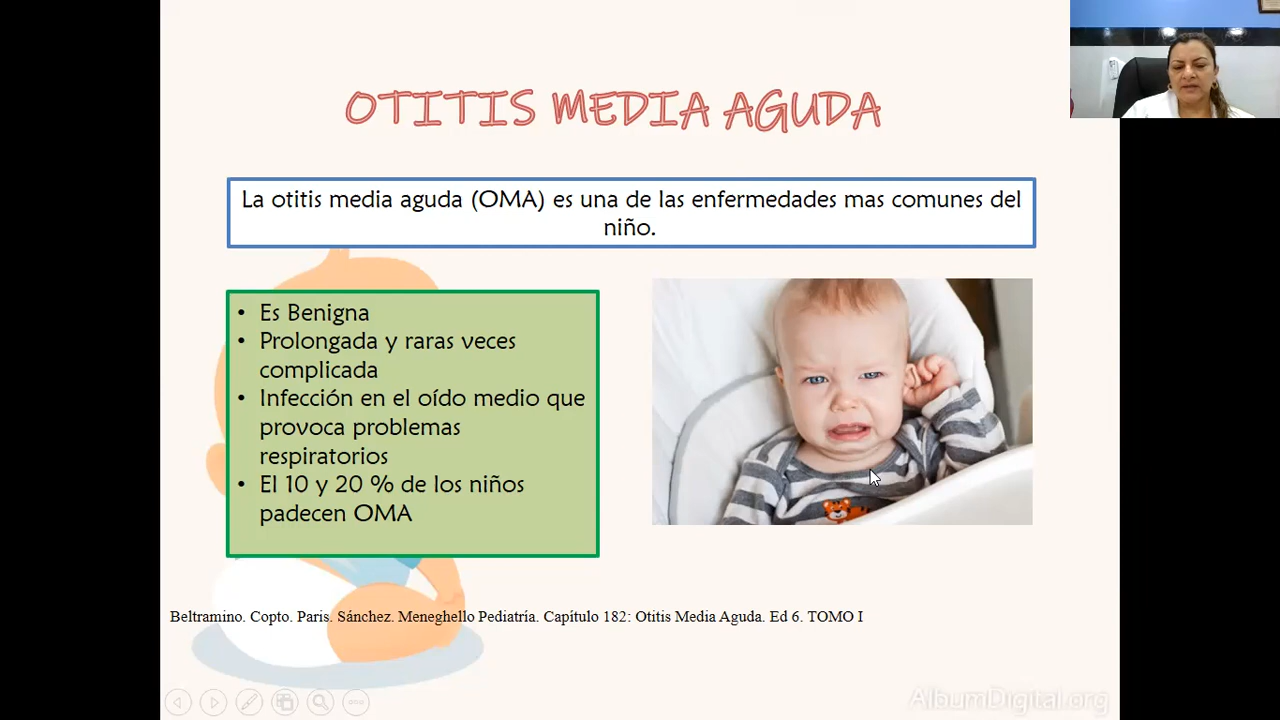 OTITIS MEDIA AGUDA
La otitis media aguda (OMA) es una de las enfermedades mas comunes del
niño.
• Es Benigna
• Prolongada y raras veces
complicada
• Infección en el oído medio que
provoca problemas
respiratorios
• El 10 y 20 % de los niños
padecen OMA
Beltramino. Copto. Paris. Sánchez. Meneghello Pediatría. Capítulo 182: Otitis Media Aguda. Ed 6. TOMO I
AlbumDigital.org